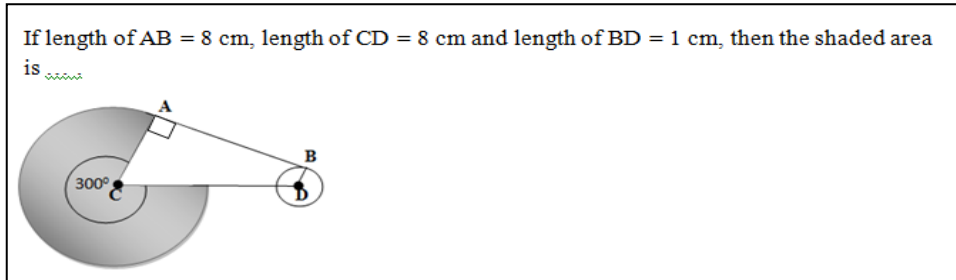 If length of AB = 8 cm, length of CD = 8 cm and length of BD = 1 cm, then the shaded area
is .....
A
B
300°
C
D